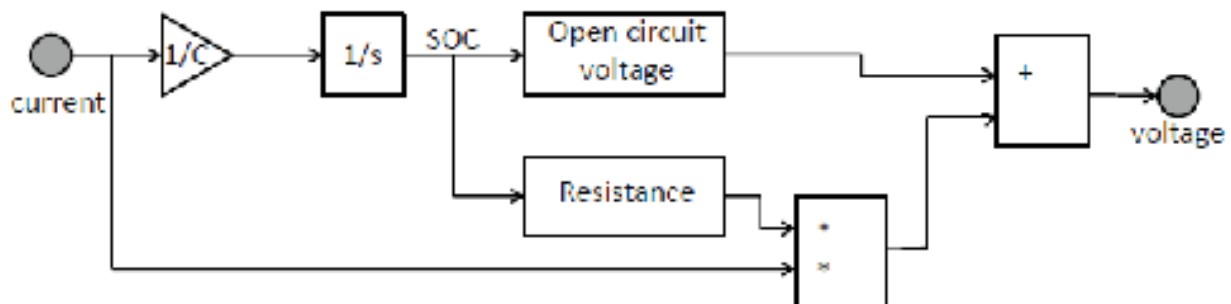 current
1/C
1/s
SOC
Open circuit
voltage
Resistance
*
*
+
voltage